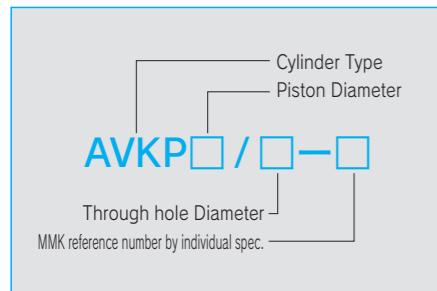 Cylinder Type
Piston Diameter
AVKP□/□−□
Through hole Diameter
MMK reference number by individual spec.